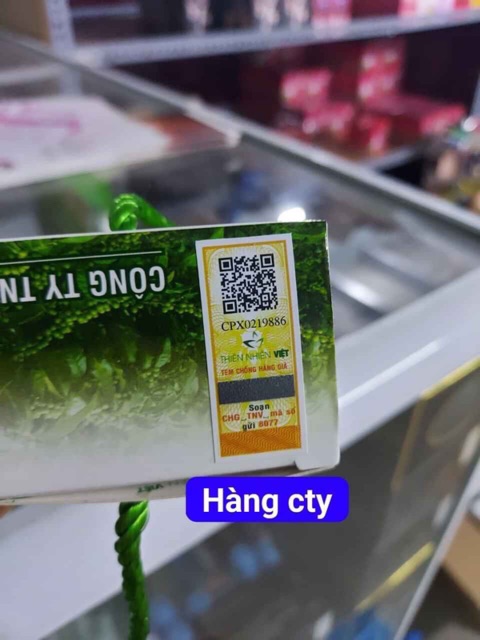 CÔNG TY TN
CPX0219886
THIÊN NHIÊN VIỆT
TEM CHỐNG HÀNG GIẢ
Soạn
CHG_TNV_mã số
gửi 8077
Hàng cty